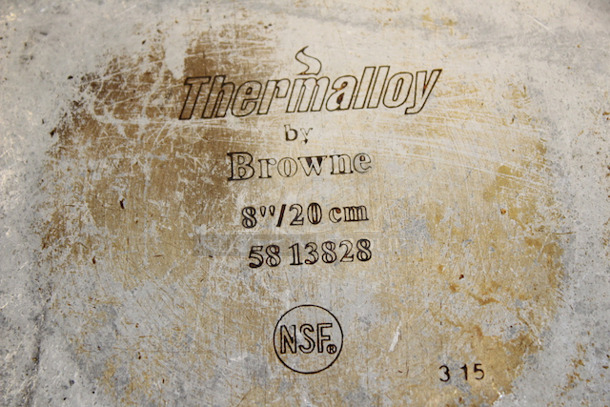 Thermalloy
by
Browne
8"/20 cm
58 13828
NSF®
3 15